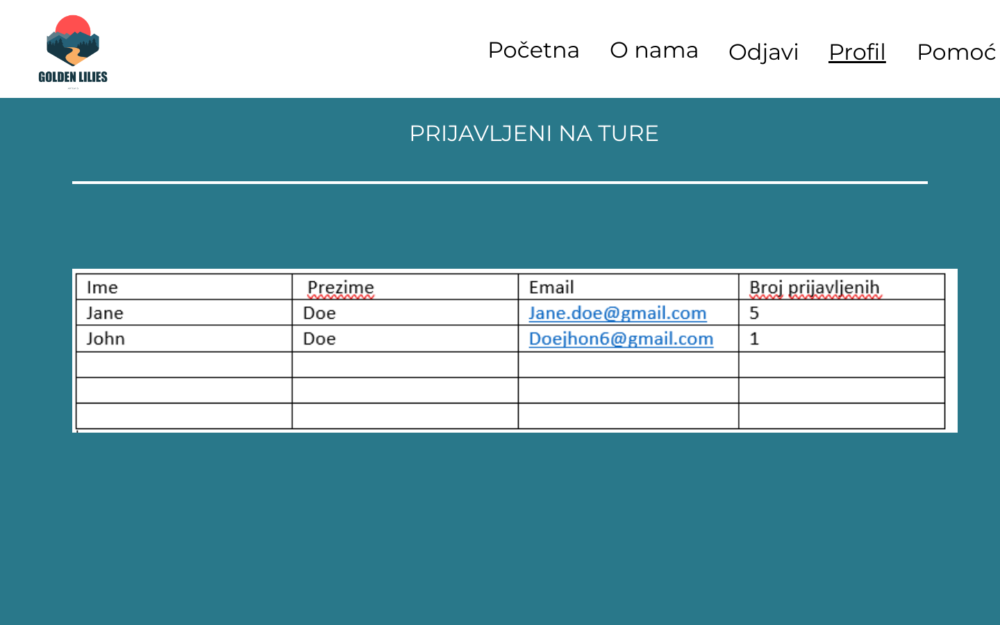 GOLDEN LILIES
Početna O nama Odjavi Profil Pomoć
PRIJAVLJENI NA TURE
Ime Prezime Email Broj prijavljenih
Jane Doe Jane.doe@gmail.com 5
John Doe Doejhon6@gmail.com 1